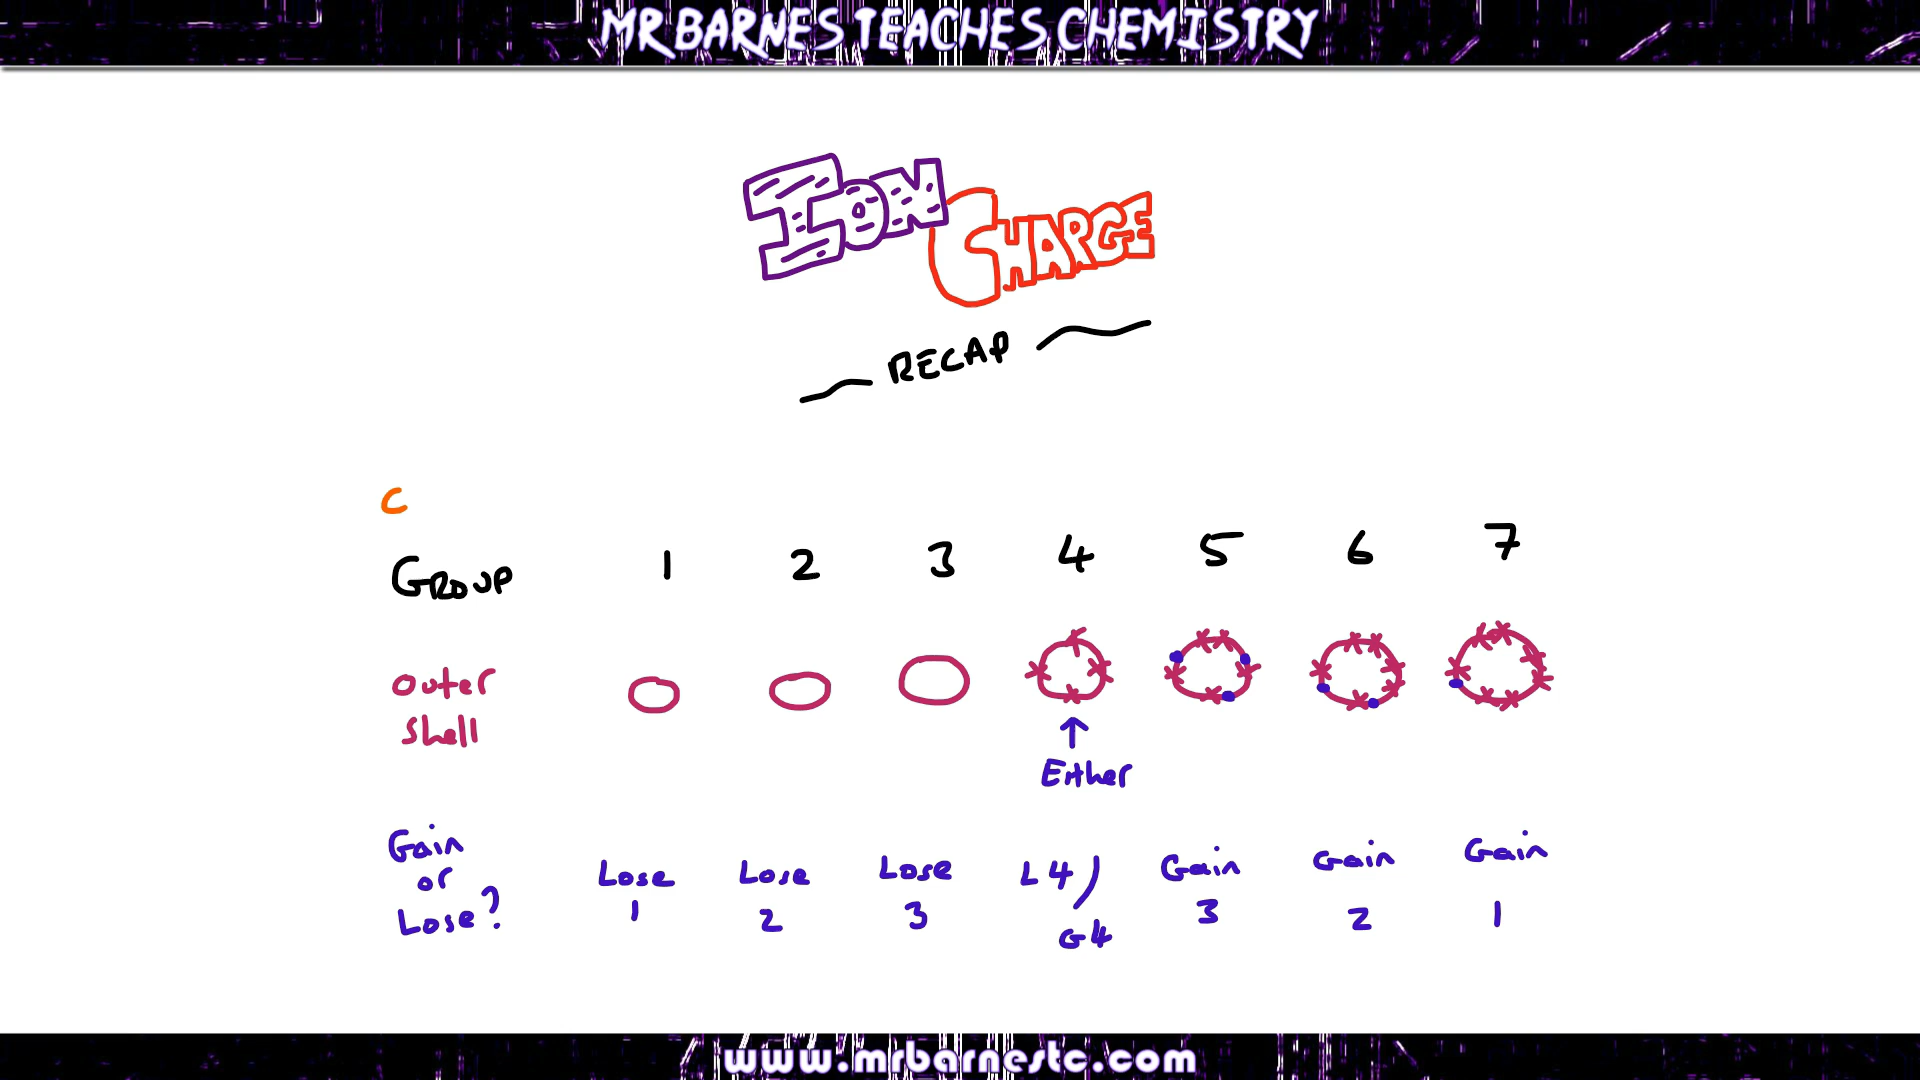 MR BARNES TEACHES CHEMISTRY
ION
CHARGE
RECAP
C
GROUP 1 2 3 4 5 6 7
outer
shell
Either
Gain
or
Lose?
Lose Lose Lose L4/ Gain Gain Gain
1 2 3 G4 3 2 1
www.mrbarnestc.com